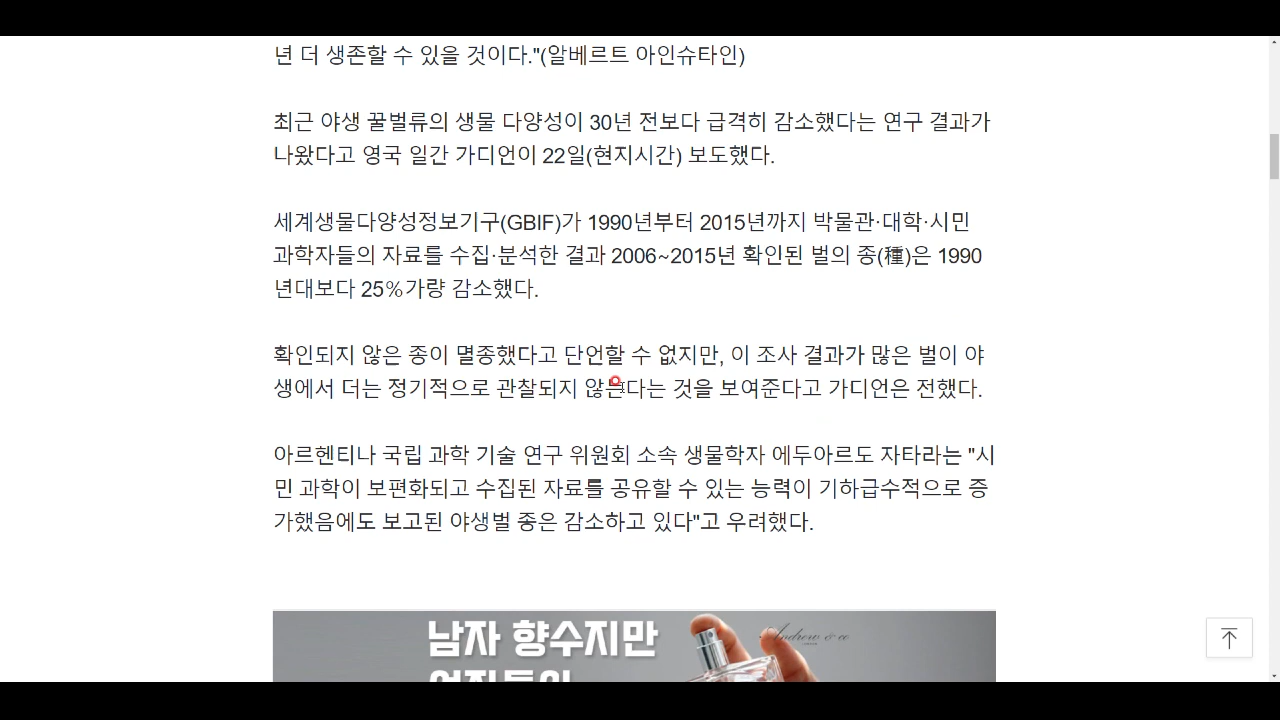 년 더 생존할 수 있을 것이다."(알베르트 아인슈타인)
최근 야생 꿀벌류의 생물 다양성이 30년 전보다 급격히 감소했다는 연구 결과가
나왔다고 영국 일간 가디언이 22일(현지시간) 보도했다.
세계생물다양성정보기구(GBIF)가 1990년부터 2015년까지 박물관·대학·시민
과학자들의 자료를 수집·분석한 결과 2006~2015년 확인된 벌의 종(種)은 1990
년대보다 25%가량 감소했다.
확인되지 않은 종이 멸종했다고 단언할 수 없지만, 이 조사 결과가 많은 벌이 야
생에서 더는 정기적으로 관찰되지 않는다는 것을 보여준다고 가디언은 전했다.
아르헨티나 국립 과학 기술 연구 위원회 소속 생물학자 에두아르도 자타라는 "시
민 과학이 보편화되고 수집된 자료를 공유할 수 있는 능력이 기하급수적으로 증
가했음에도 보고된 야생벌 종은 감소하고 있다"고 우려했다.
남자 향수지만
Andrew & co